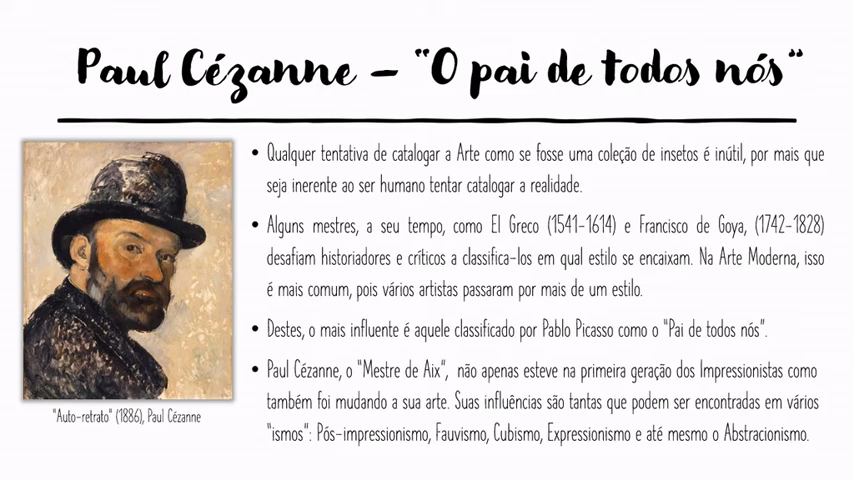 Paul Cézanne – "O pai de todos nós"
• Qualquer tentativa de catalogar a Arte como se fosse uma coleção de insetos é inútil, por mais que
seja inerente ao ser humano tentar catalogar a realidade.
• Alguns mestres, a seu tempo, como El Greco (1541-1614) e Francisco de Goya, (1742-1828)
desafiam historiadores e críticos a classifica-los em qual estilo se encaixam. Na Arte Moderna, isso
é mais comum, pois vários artistas passaram por mais de um estilo.
• Destes, o mais influente é aquele classificado por Pablo Picasso como o "Pai de todos nós".
• Paul Cézanne, o "Mestre de Aix", não apenas esteve na primeira geração dos Impressionistas como
também foi mudando a sua arte. Suas influências são tantas que podem ser encontradas em vários
"ismos": Pós-impressionismo, Fauvismo, Cubismo, Expressionismo e até mesmo o Abstracionismo.
"Auto-retrato" (1886), Paul Cézanne